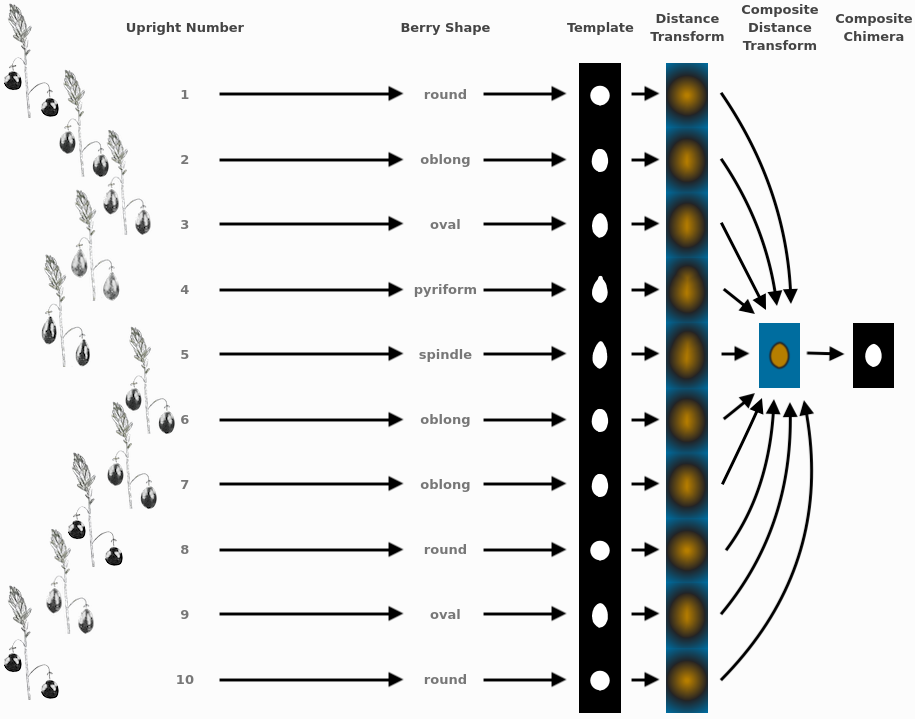 Upright Number
Berry Shape
Template
Distance
Transform
Composite
Distance
Transform
Composite
Chimera
1 round
2 oblong
3 oval
4 pyriform
5 spindle
6 oblong
7 oblong
8 round
9 oval
10 round